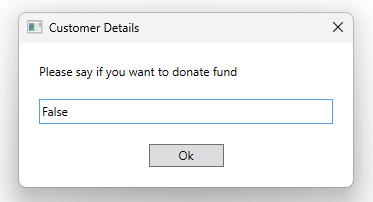 Customer Details
Please say if you want to donate fund
False
Ok